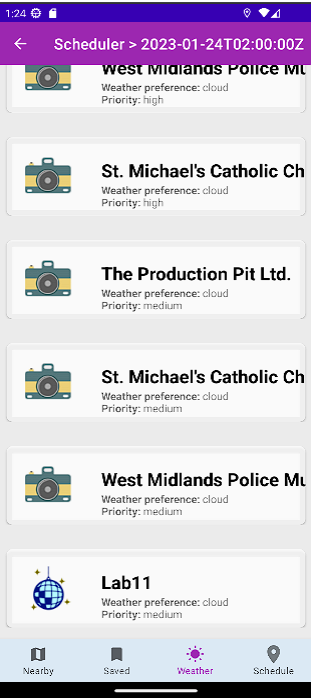 1:24
Scheduler > 2023-01-24T02:00:00Z
West Midlands Police Mu
Weather preference: cloud
Priority: high
St. Michael's Catholic Ch
Weather preference: cloud
Priority: high
The Production Pit Ltd.
Weather preference: cloud
Priority: medium
St. Michael's Catholic Ch
Weather preference: cloud
Priority: medium
West Midlands Police Mu
Weather preference: cloud
Priority: medium
Lab11
Weather preference: cloud
Priority: medium
Nearby Saved Weather Schedule